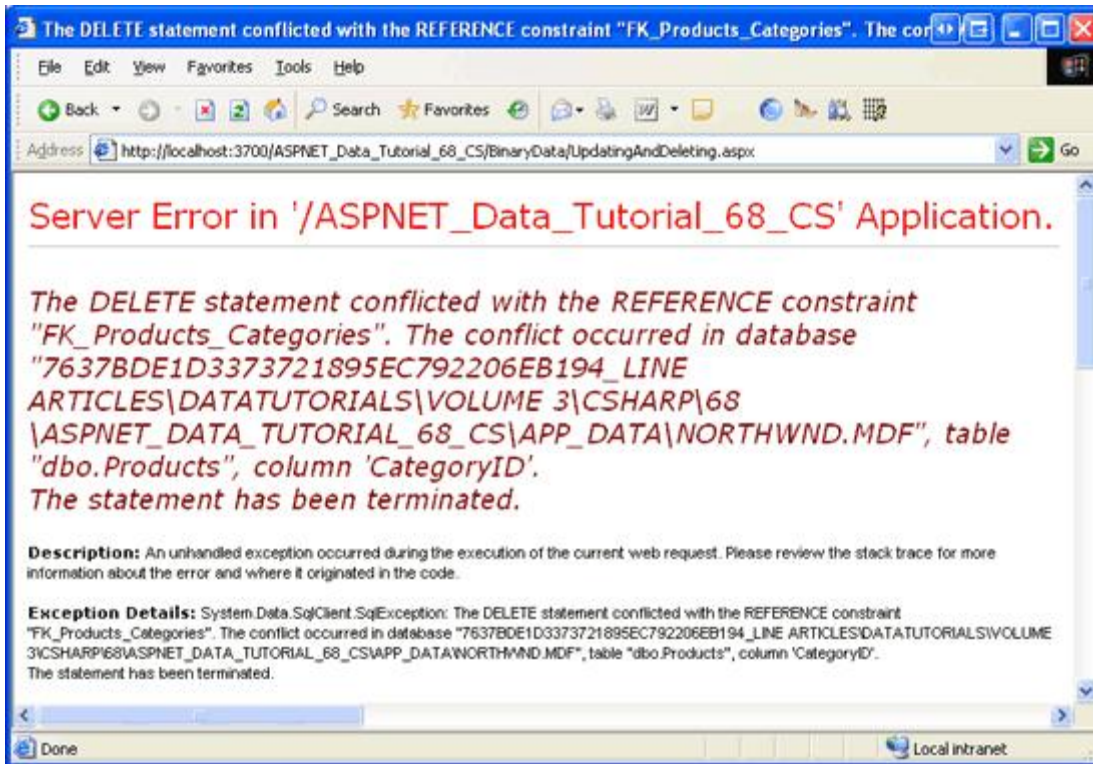 The DELETE statement conflicted with the REFERENCE constraint "FK_Products_Categories". The cor
File Edit View Favorites Tools Help
Back Search Favorites
Address http://localhost:3700/ASPNET_Data_Tutorial_68_CS/BinaryData/UpdatingAndDeleting.aspx Go
Server Error in '/ASPNET_Data_Tutorial_68_CS' Application.
The DELETE statement conflicted with the REFERENCE constraint
"FK_Products_Categories". The conflict occurred in database
"7637BDE1D3373721895EC792206EB194_LINE
ARTICLES\DATATUTORIALS\VOLUME 3\CSHARP\68
\ASPNET_DATA_TUTORIAL_68_CS\APP_DATA\NORTHWND.MDF", table
"dbo.Products", column 'CategoryID'.
The statement has been terminated.
Description: An unhandled exception occurred during the execution of the current web request. Please review the stack trace for more
information about the error and where it originated in the code.
Exception Details: System.Data.SqlClient.SqlException: The DELETE statement conflicted with the REFERENCE constraint
"FK_Products_Categories". The conflict occurred in database "7637BDE1D3373721895EC792206EB194_LINE ARTICLES\DATATUTORIALS\VOLUME
3\CSHARP\68\ASPNET_DATA_TUTORIAL_68_CS\APP_DATA\NORTHWND.MDF", table "dbo.Products", column 'CategoryID'.
The statement has been terminated.
Done Local intranet